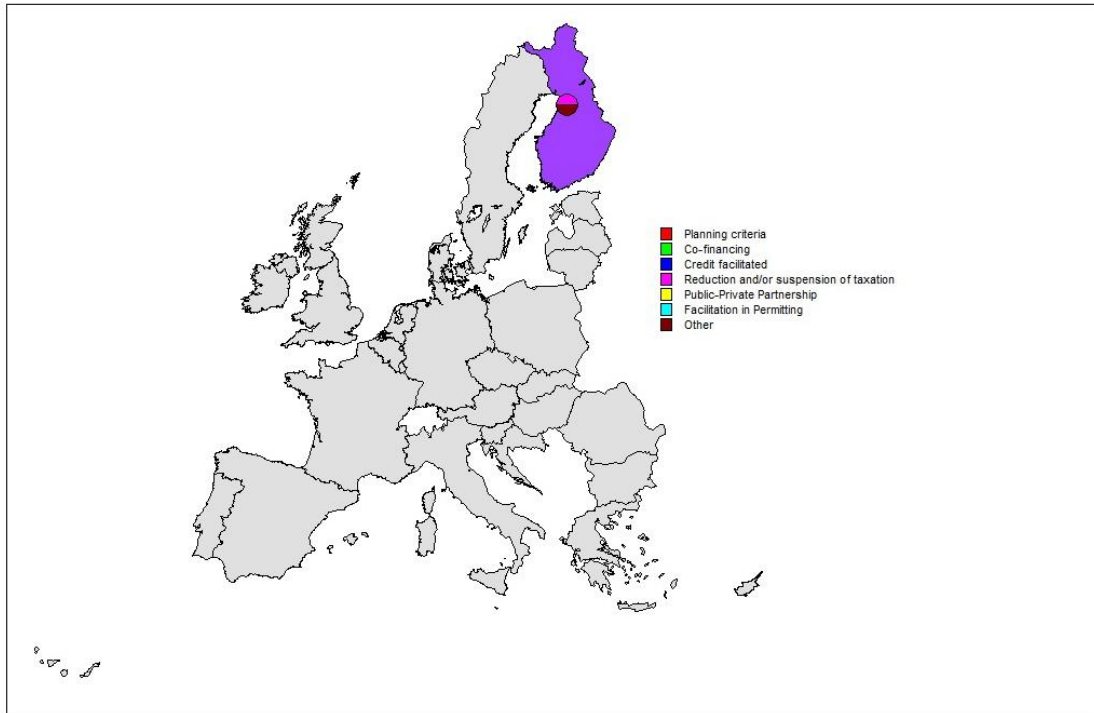 Planning criteria
Co-financing
Credit facilitated
Reduction and/or suspension of taxation
Public-Private Partnership
Facilitation in Permitting
Other